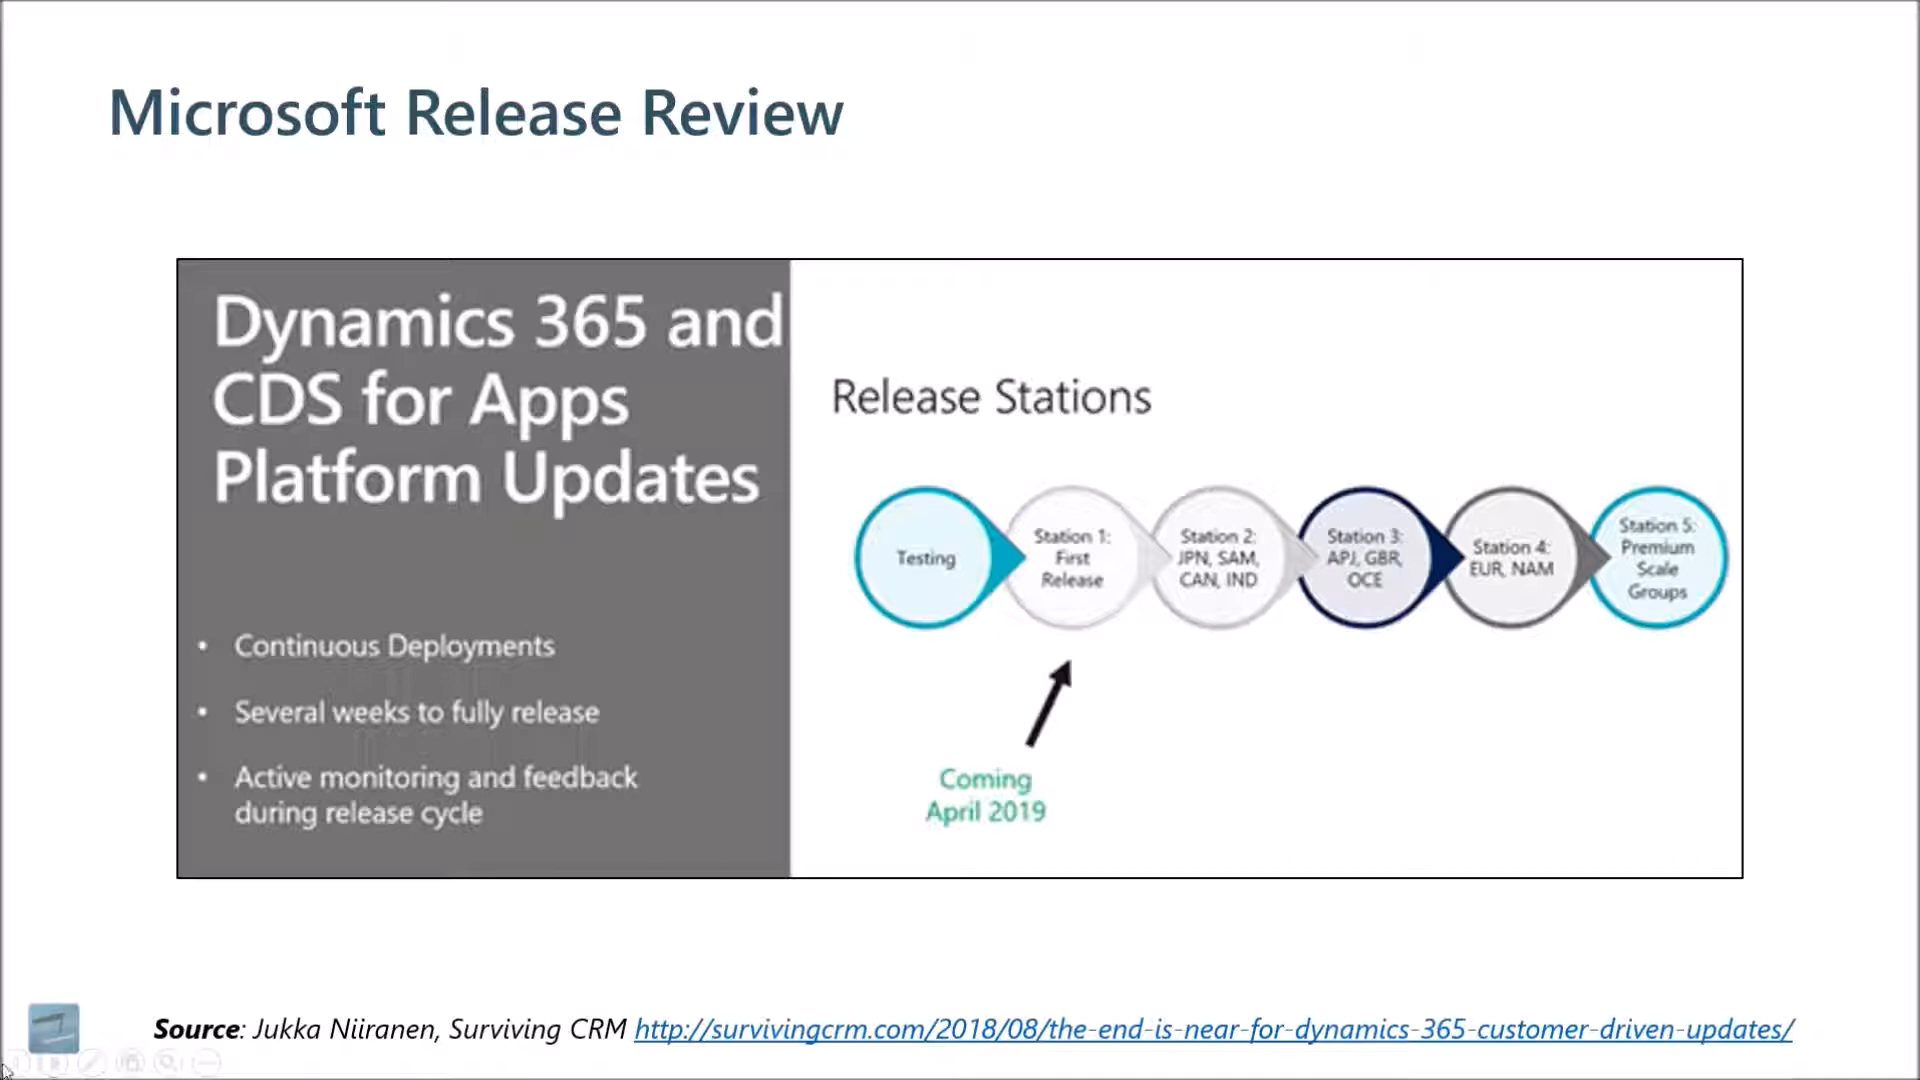 Microsoft Release Review
Dynamics 365 and
CDS for Apps
Platform Updates
• Continuous Deployments
• Several weeks to fully release
• Active monitoring and feedback
during release cycle
Release Stations
Testing
Station 1:
First
Release
Station 2:
JPN, SAM,
CAN, IND
Station 3:
APJ, GBR,
OCE
Station 4:
EUR, NAM
Station 5:
Premium
Scale
Groups
Coming
April 2019
Source: Jukka Niiranen, Surviving CRM http://survivingcrm.com/2018/08/the-end-is-near-for-dynamics-365-customer-driven-updates/